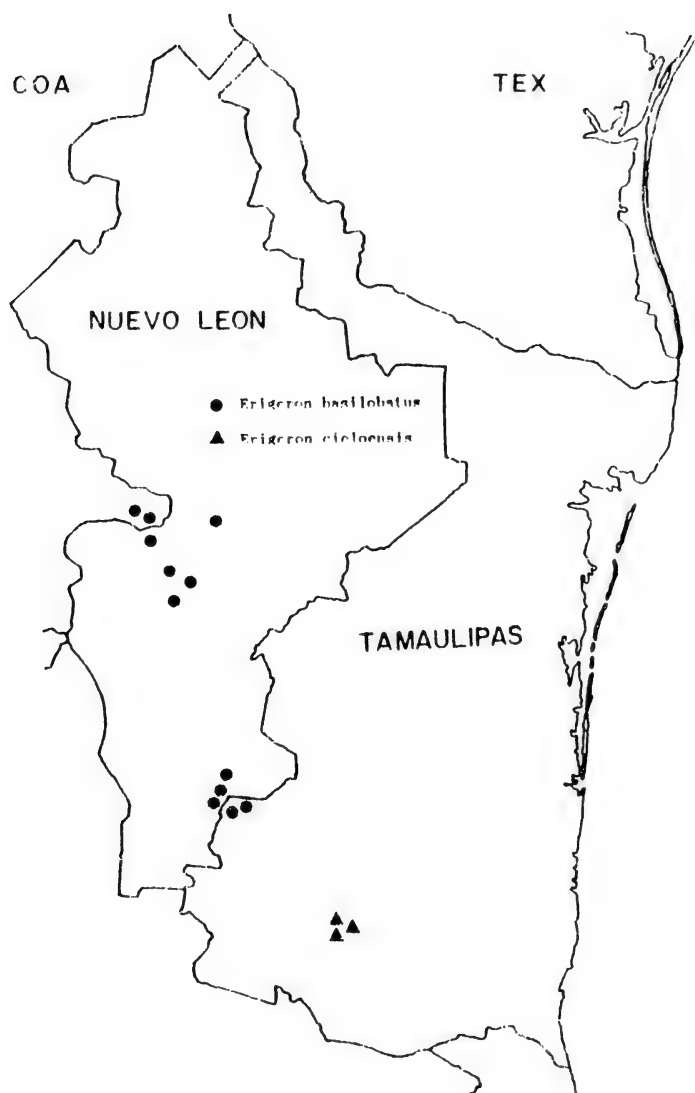 COA
TEX
NUEVO LEON
● Erigeron basilobatus
▲ Erigeron cieloensis
TAMAULIPAS